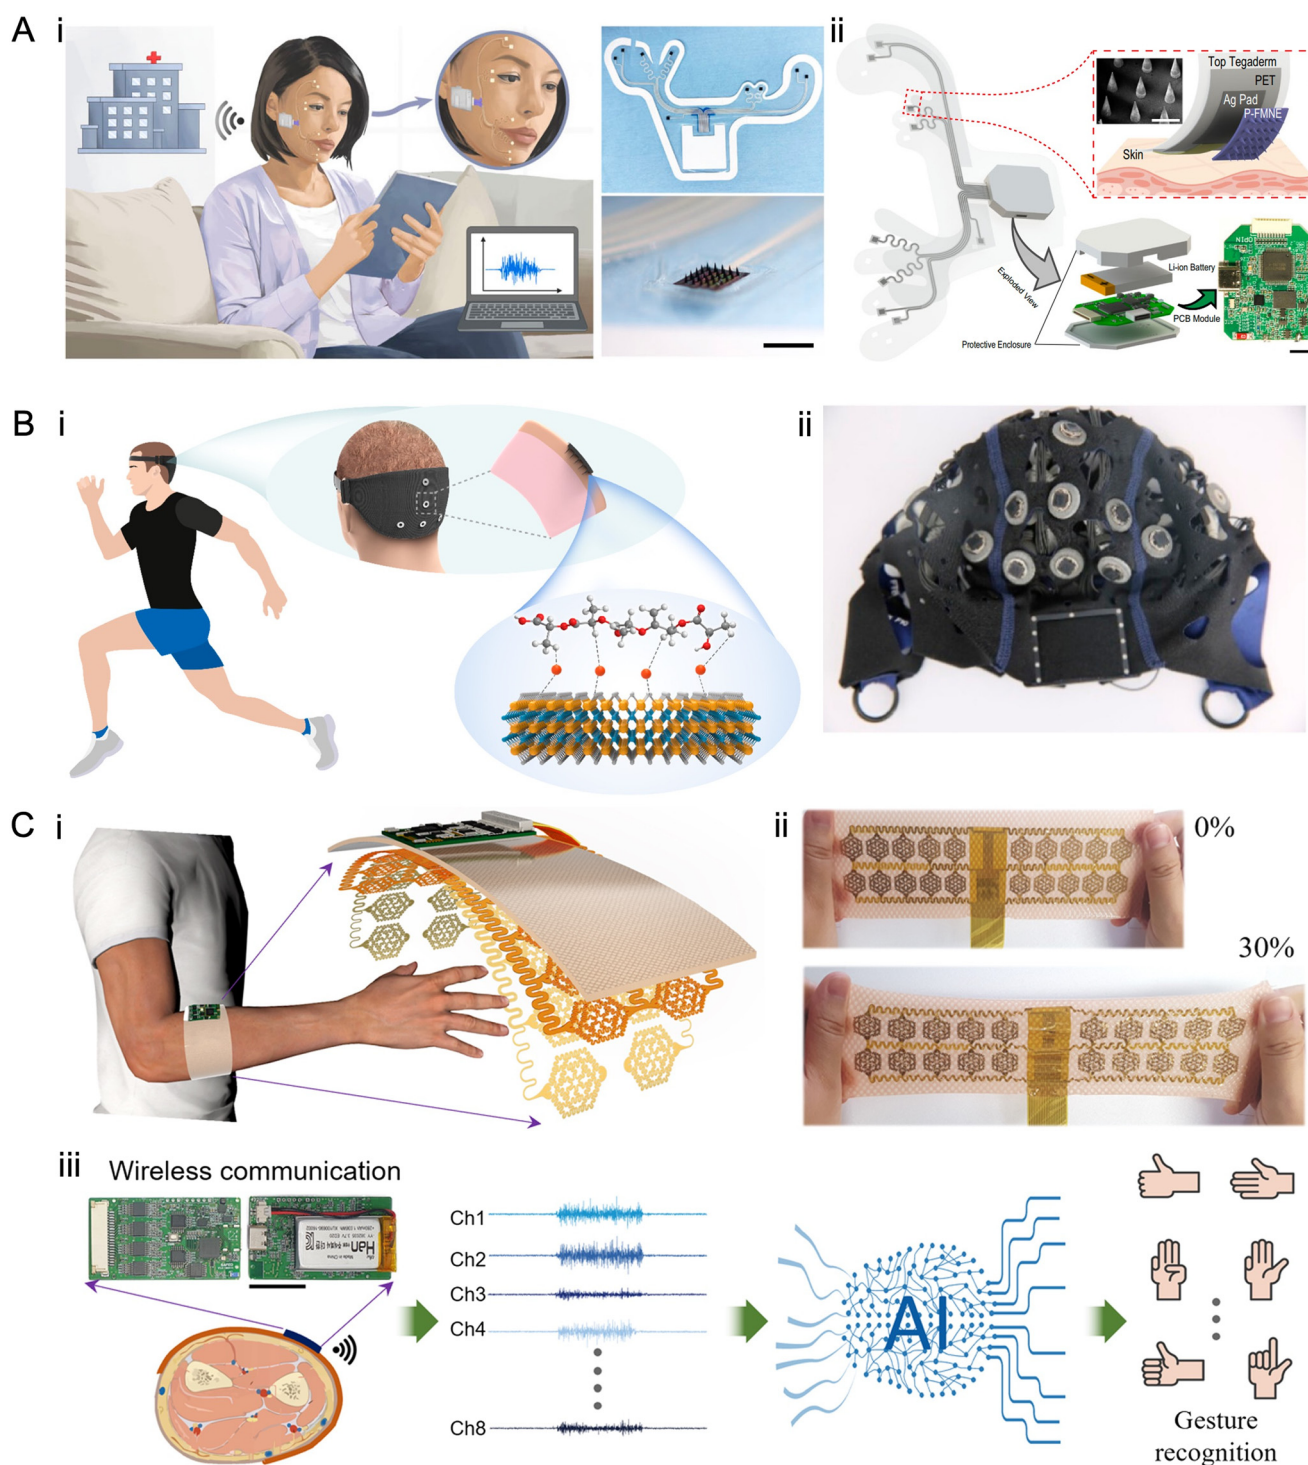 A i
ii
Top Tegaderm
PET
Ag Pad
P-FMNE
Skin
Exploded View
Li-ion Battery
PCB Module
Protective Enclosure
B i
ii
C i
ii
0%
30%
iii
Wireless communication
Han
Ch1
Ch2
Ch3
Ch4
Ch8
AI
Gesture
recognition